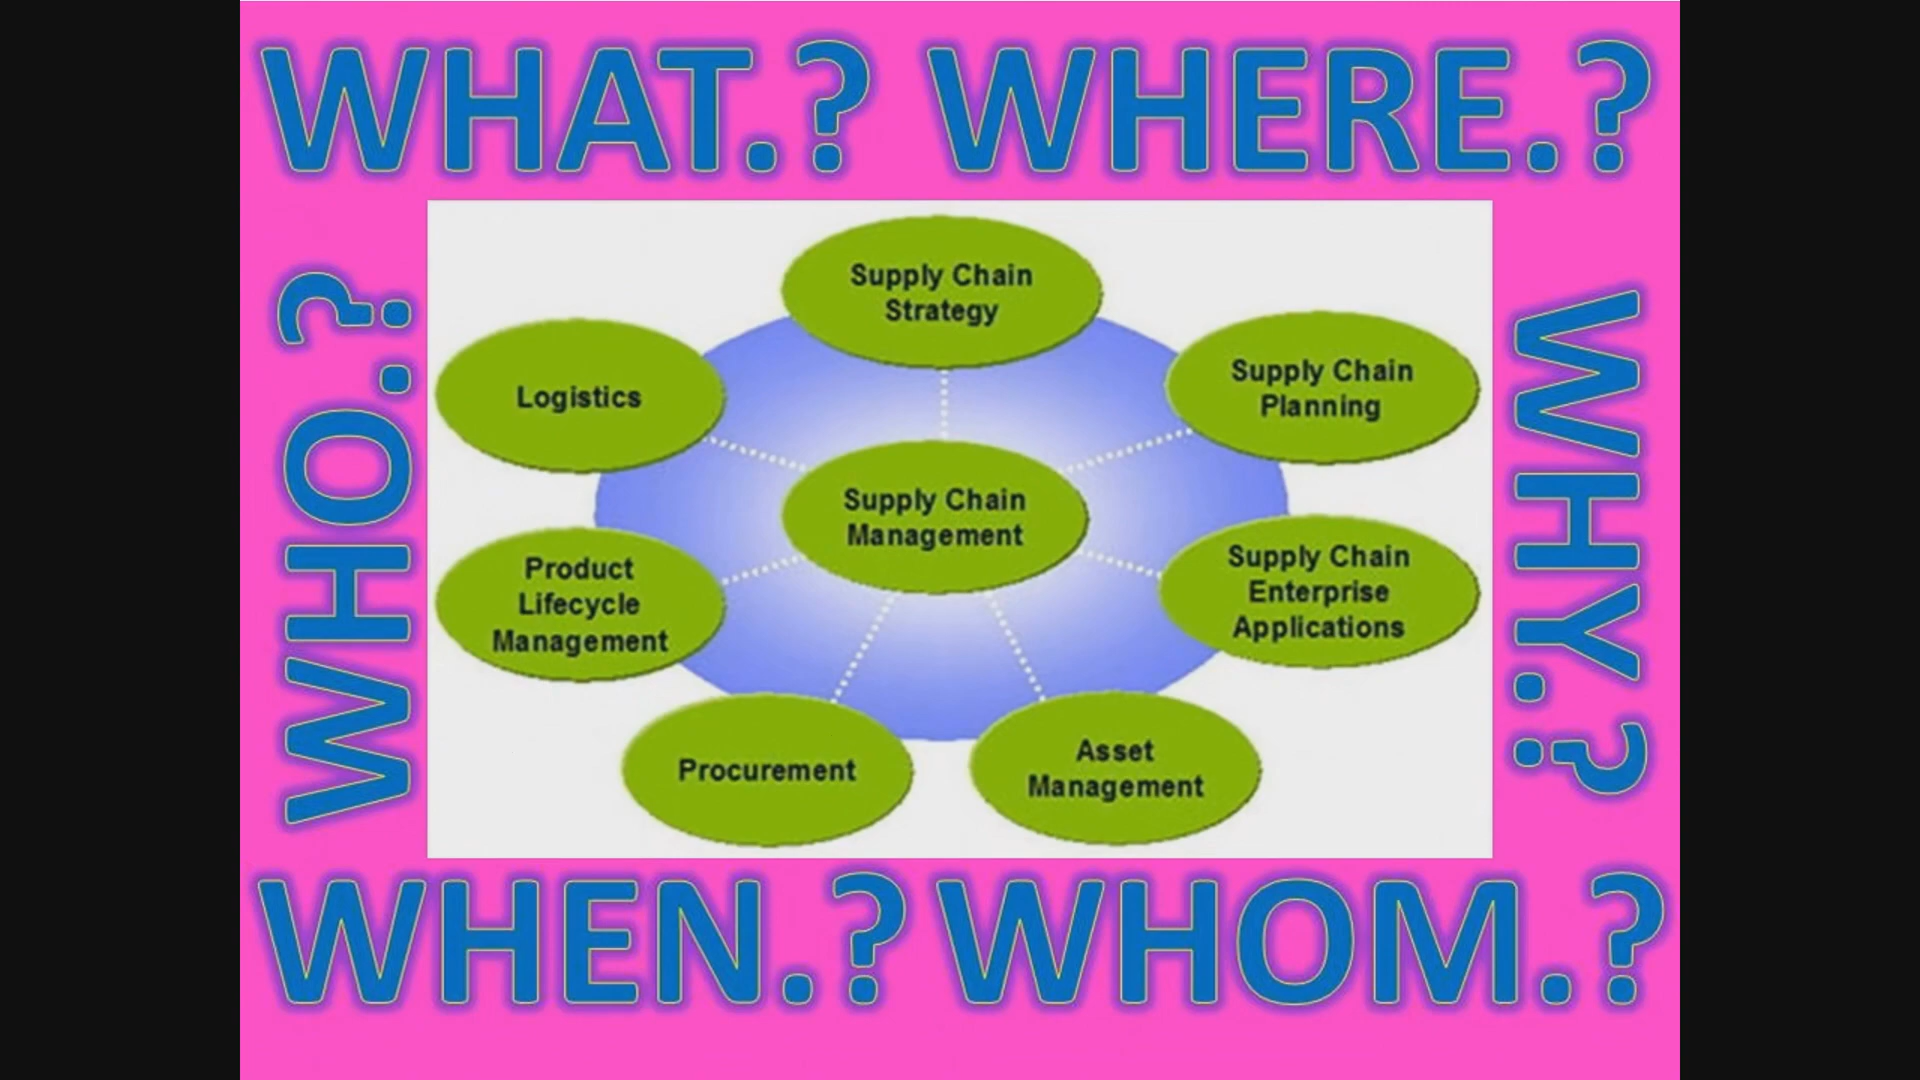 WHAT.? WHERE.?
WHO.?
WHY.?
Supply Chain
Strategy
Logistics
Supply Chain
Planning
Supply Chain
Management
Product
Lifecycle
Management
Supply Chain
Enterprise
Applications
Procurement
Asset
Management
WHEN.? WHOM.?